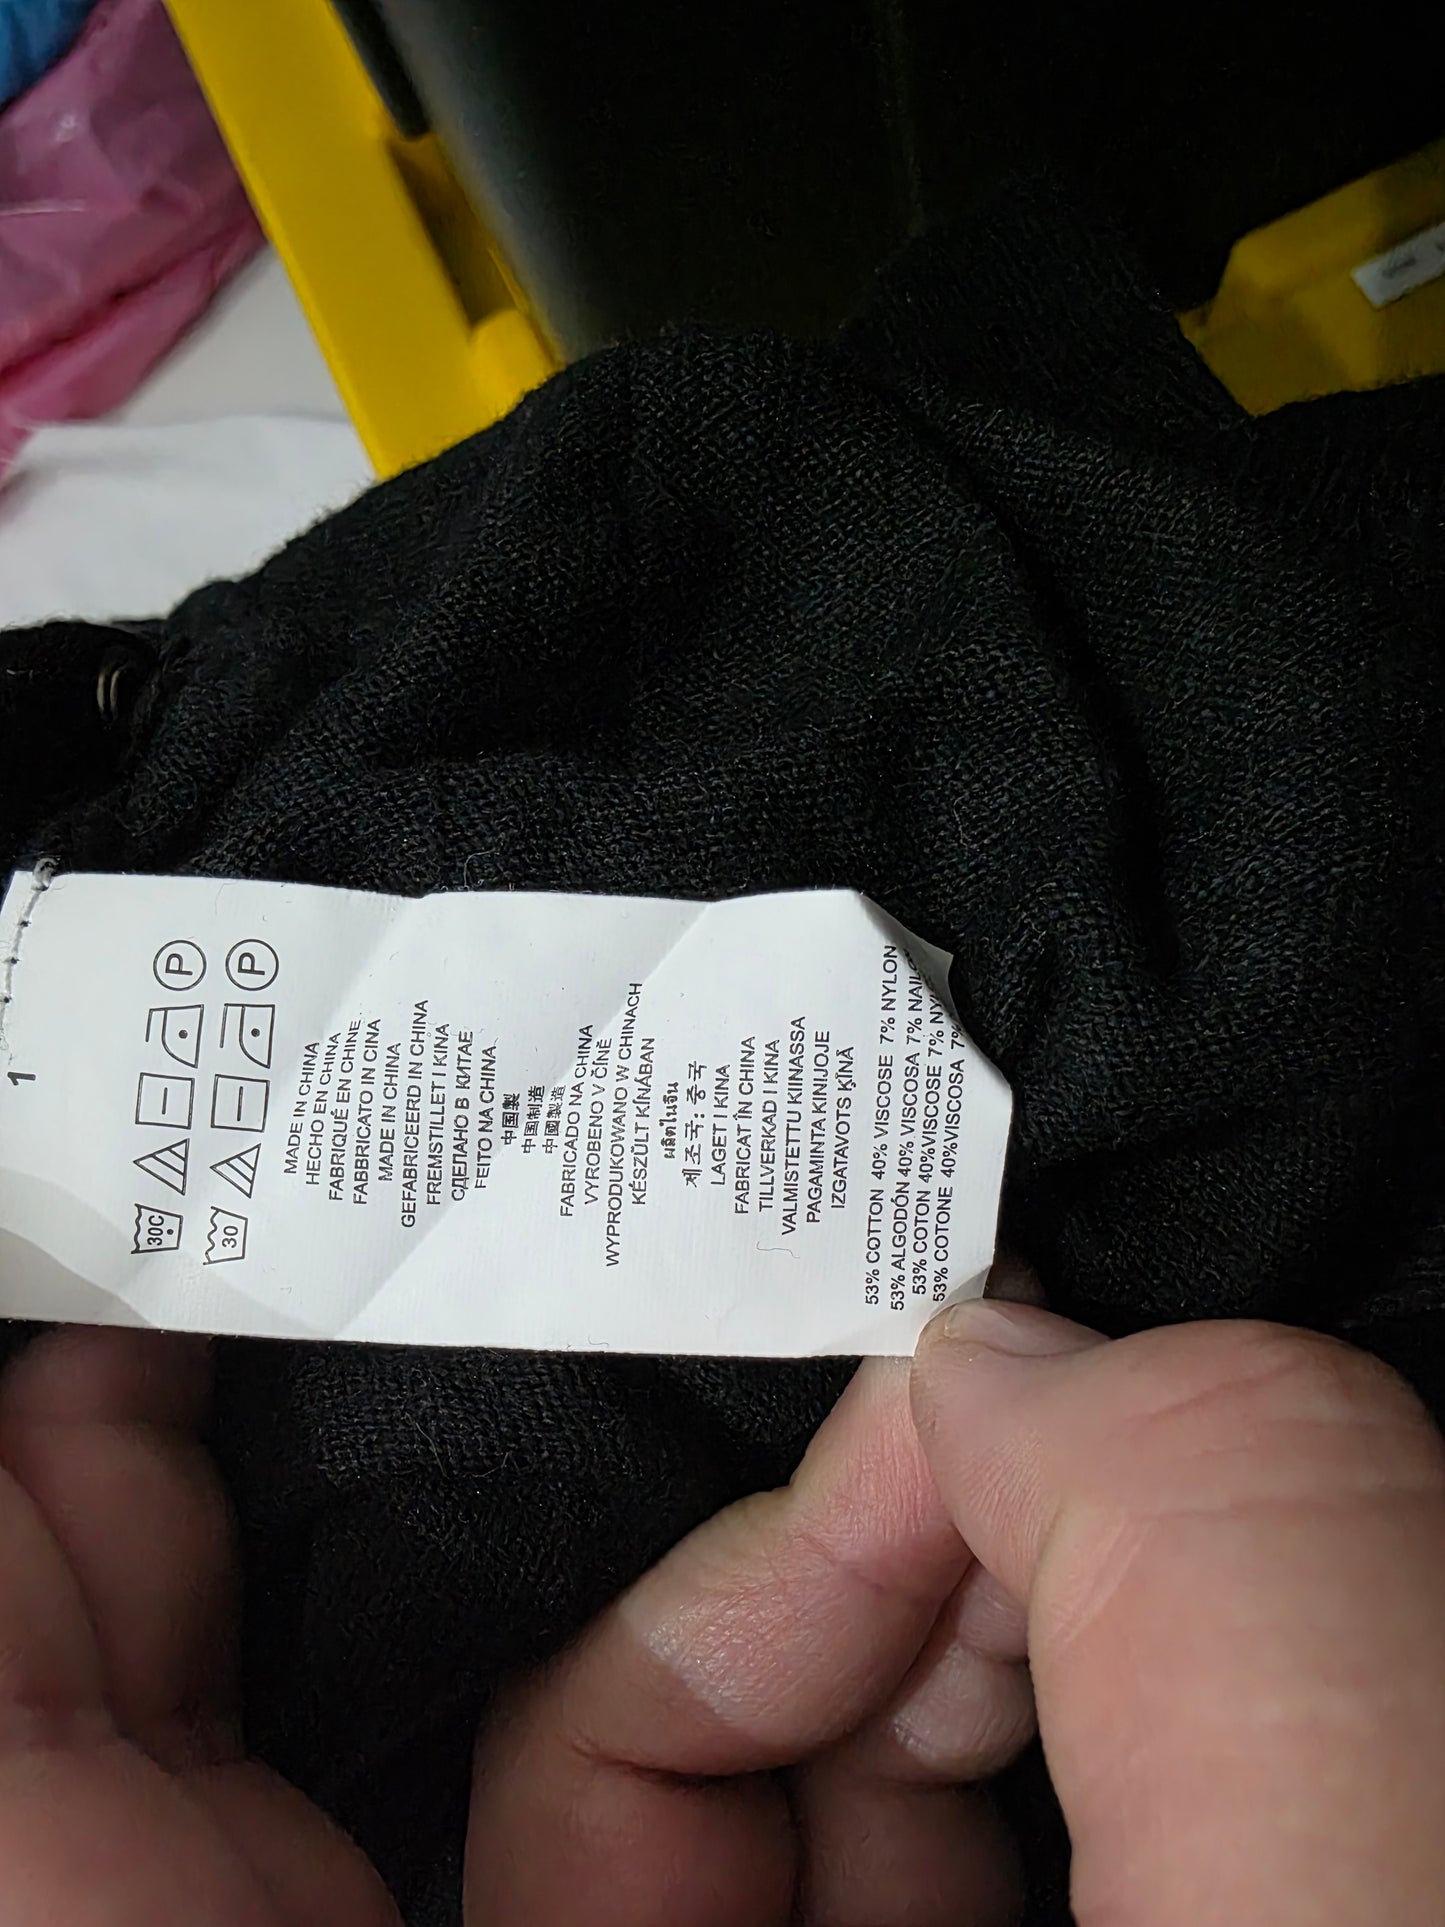 1
30C P
30 P
MADE IN CHINA
HECHO EN CHINA
FABRIQUÉ EN CHINE
FABBRICATO IN CINA
MADE IN CHINA
GEFABRICEERD IN CHINA
FREMSTILLET I KINA
СДЕЛАНО В КИТАЕ
FEITO NA CHINA
中国製
中国制造
中國製造
FABRICADO NA CHINA
VYROBENO V ČÍNĚ
WYPRODUKOWANO W CHINACH
KÉSZÜLT KÍNÁBAN
ผลิตในจีน
제조국: 중국
LAGET I KINA
FABRICAT ÎN CHINA
TILLVERKAD I KINA
VALMISTETTU KIINASSA
PAGAMINTA KINIJOJE
IZGATAVOTS ĶĪNĀ
53% COTTON 40% VISCOSE 7% NYLON
53% ALGODÓN 40% VISCOSA 7%
53% COTON 40%VISCOSE 7%
53% COTONE 40%VISCOSA 7%